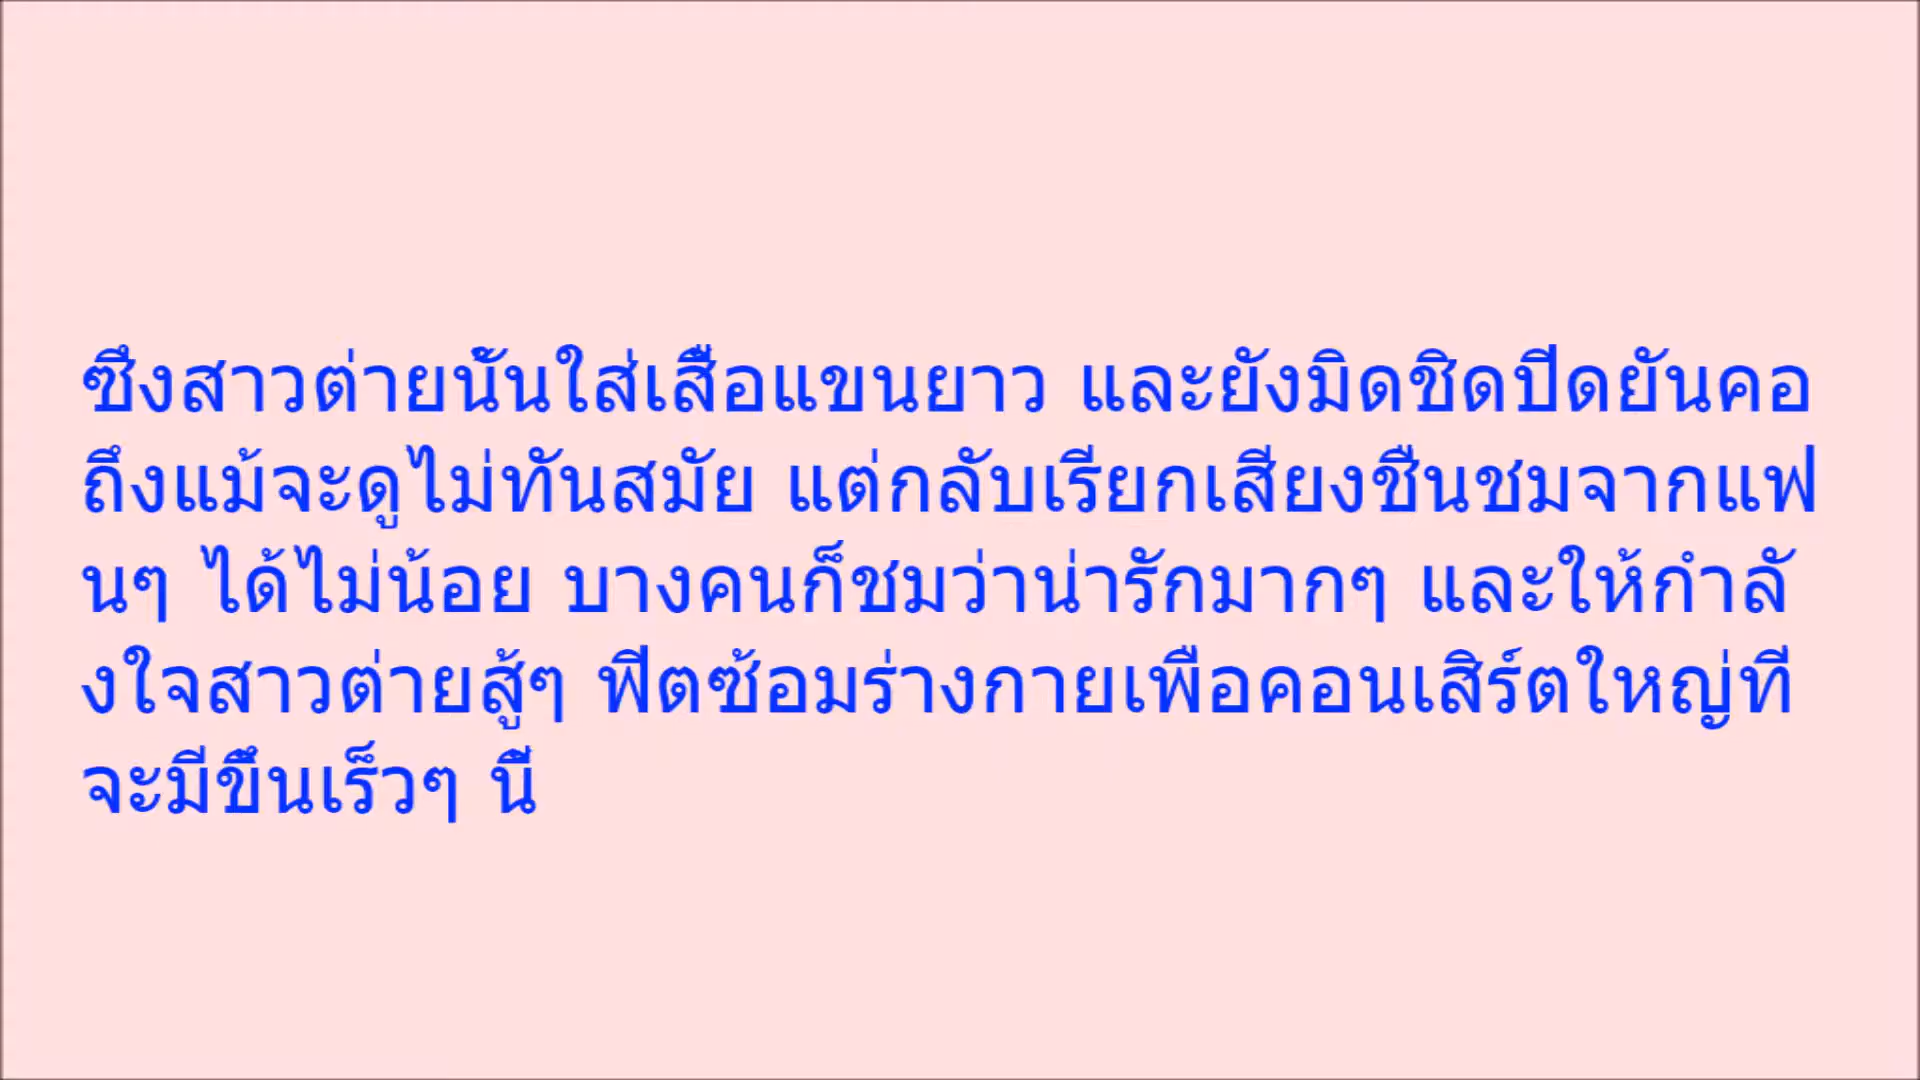 ซึ่งสาวต่ายนั้นใส่เสื้อแขนยาว และยังมิดชิดปิดยันคอ
ถึงแม้จะดูไม่ทันสมัย แต่กลับเรียกเสียงชื่นชมจากแฟ
นๆ ได้ไม่น้อย บางคนก็ชมว่าน่ารักมากๆ และให้กำลั
งใจสาวต่ายสู้ๆ ฟิตซ้อมร่างกายเพื่อคอนเสิร์ตใหญ่ที่
จะมีขึ้นเร็วๆ นี้